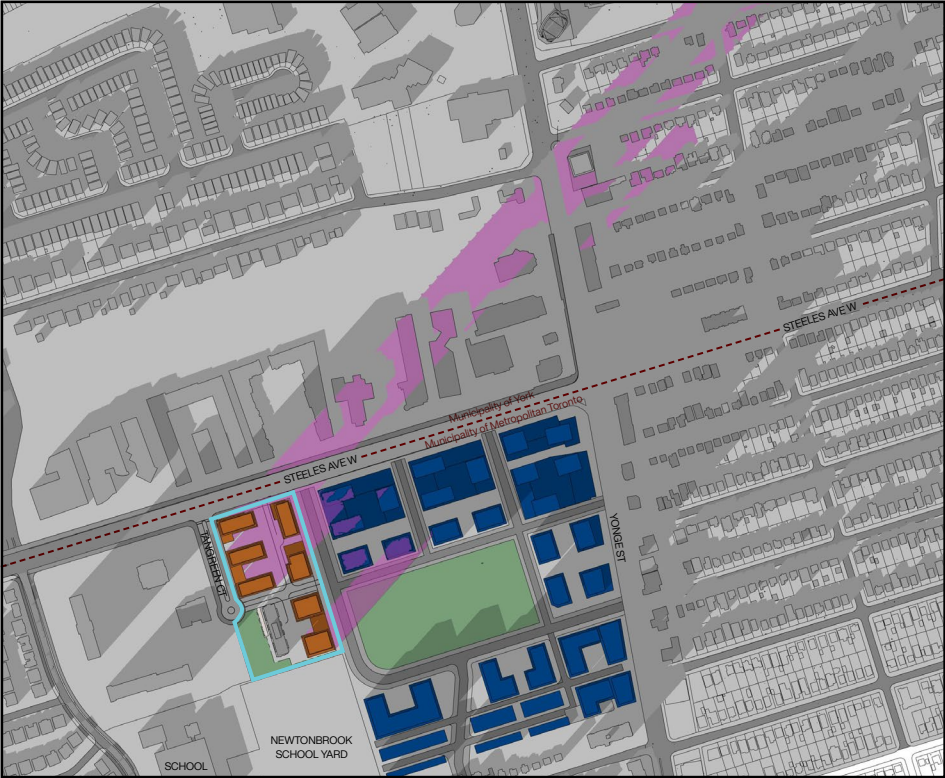 STEELES AVE W
Municipality of York
Municipality of Metropolitan Toronto
STEELES AVE W
TANGREEN CT
YONGE ST
NEWTONBROOK
SCHOOL YARD
SCHOOL